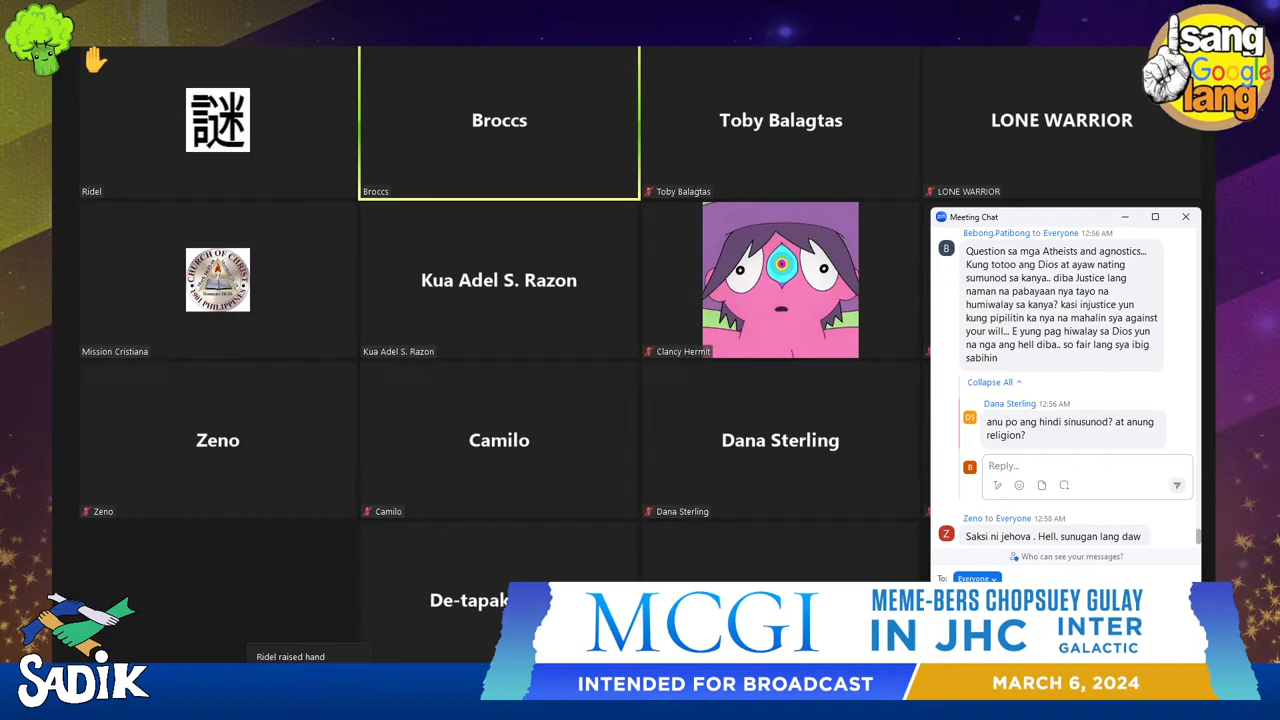 1sang
Google
lang
謎
Ridel
Broccs
Broccs
Toby Balagtas
Toby Balagtas
LONE WARRIOR
LONE WARRIOR
CHURCH OF CHRIST
1901 PHILIPPINES
Mission Cristiana
Kua Adel S. Razon
Kua Adel S. Razon
Clancy Hermit
Zeno
Zeno
Camilo
Camilo
Dana Sterling
Dana Sterling
De-tapak
Ridel raised hand
zm
Meeting Chat
Bebong.Patibong to Everyone 12:56 AM
B
Question sa mga Atheists and agnostics...
Kung totoo ang Dios at ayaw nating
sumunod sa kanya.. diba Justice lang
naman na pabayaan nya tayo na
humiwalay sa kanya? kasi injustice yun
kung pipilitin ka nya na mahalin sya against
your will... E yung pag hiwalay sa Dios yun
na nga ang hell diba.. so fair lang sya ibig
sabihin
Collapse All
Dana Sterling 12:56 AM
DS
anu po ang hindi sinusunod? at anung
religion?
B
Reply...
Zeno to Everyone 12:58 AM
Z
Saksi ni jehova . Hell. sunugan lang daw
Who can see your messages?
To: Everyone
SADIK
MCGI
MEME-BERS CHOPSUEY GULAY
IN JHC INTER
GALACTIC
INTENDED FOR BROADCAST
MARCH 6, 2024